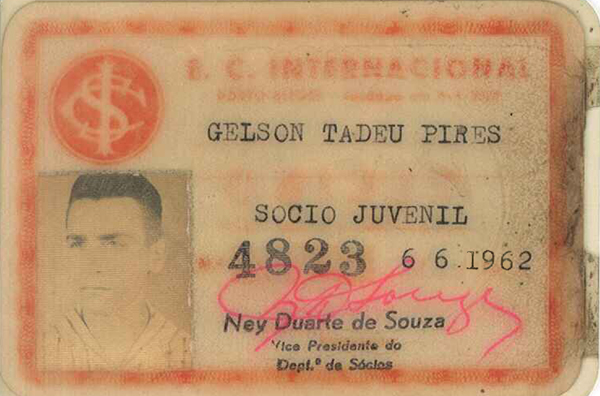 S. C. INTERNACIONAL
GELSON TADEU PIRES
SOCIO JUVENIL
4823 6 6 1962
Ney Duarte de Souza
Vice Presidente do
Dept.º de Sócios